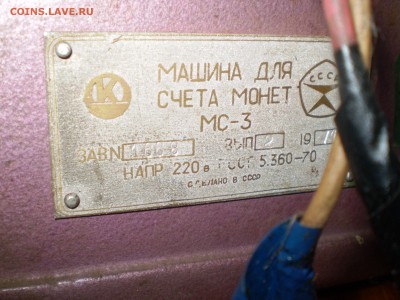 COINS.LAVE.RU
МАШИНА ДЛЯ
СЧЕТА МОНЕТ
СССР
МС-3
ЗАВ N ВЫП 19
НАПР 220 в ГОСТ 5.360-70
СДЕЛАНО В СССР